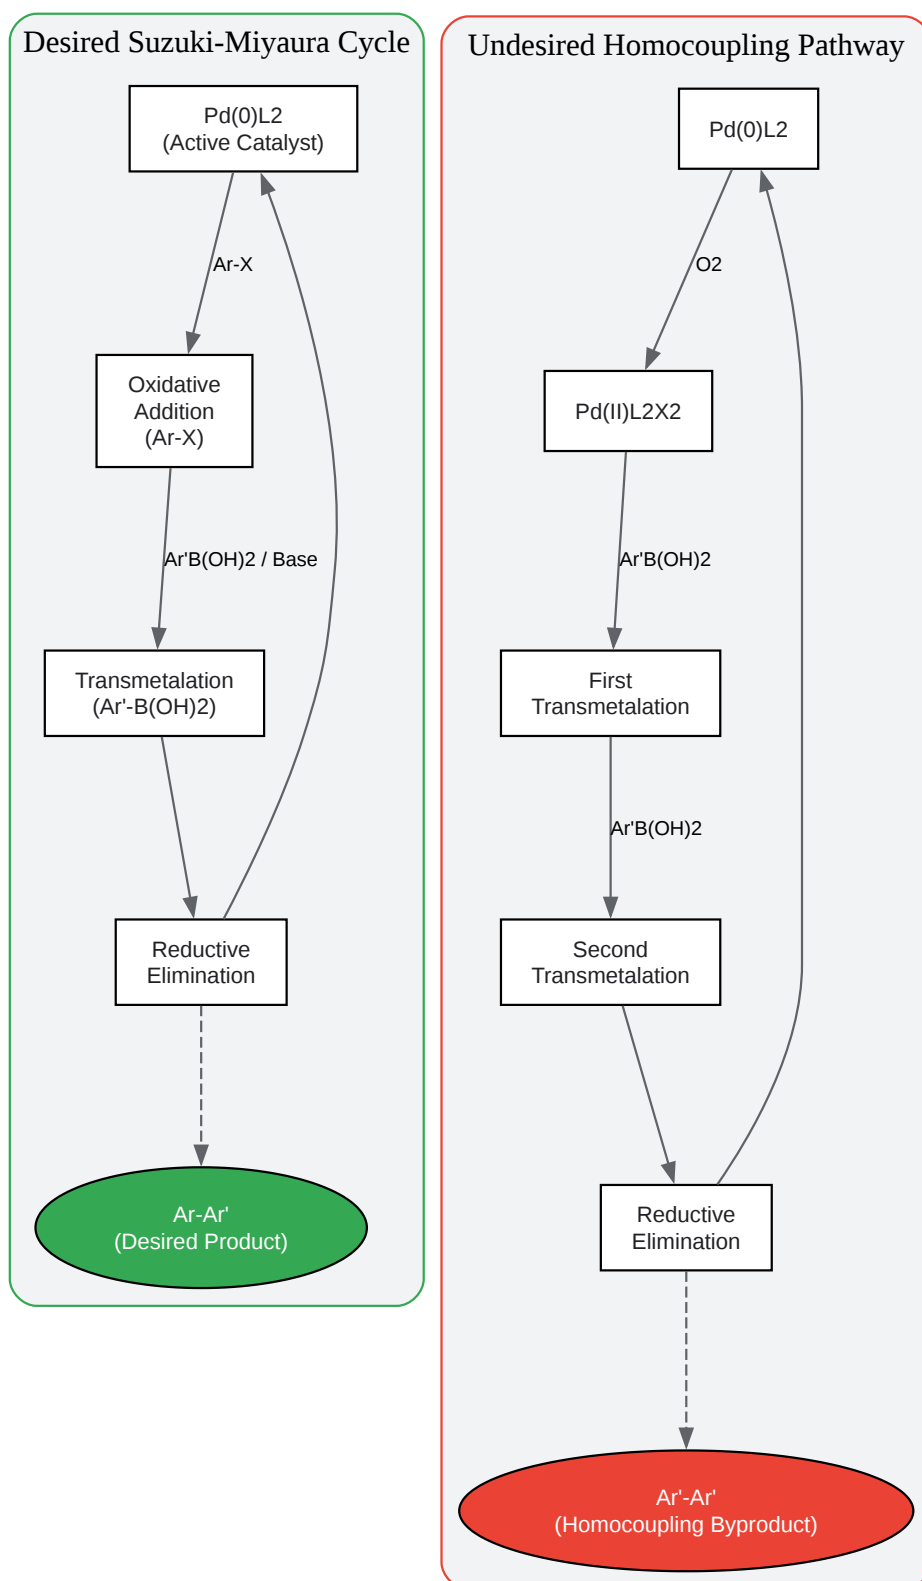 Desired Suzuki-Miyaura Cycle
Pd(0)L2
(Active Catalyst)
Ar-X
Oxidative
Addition
(Ar-X)
Ar'B(OH)2 / Base
Transmetalation
(Ar'-B(OH)2)
Reductive
Elimination
Ar-Ar'
(Desired Product)
Undesired Homocoupling Pathway
Pd(0)L2
O2
Pd(II)L2X2
Ar'B(OH)2
First
Transmetalation
Ar'B(OH)2
Second
Transmetalation
Reductive
Elimination
Ar'-Ar'
(Homocoupling Byproduct)